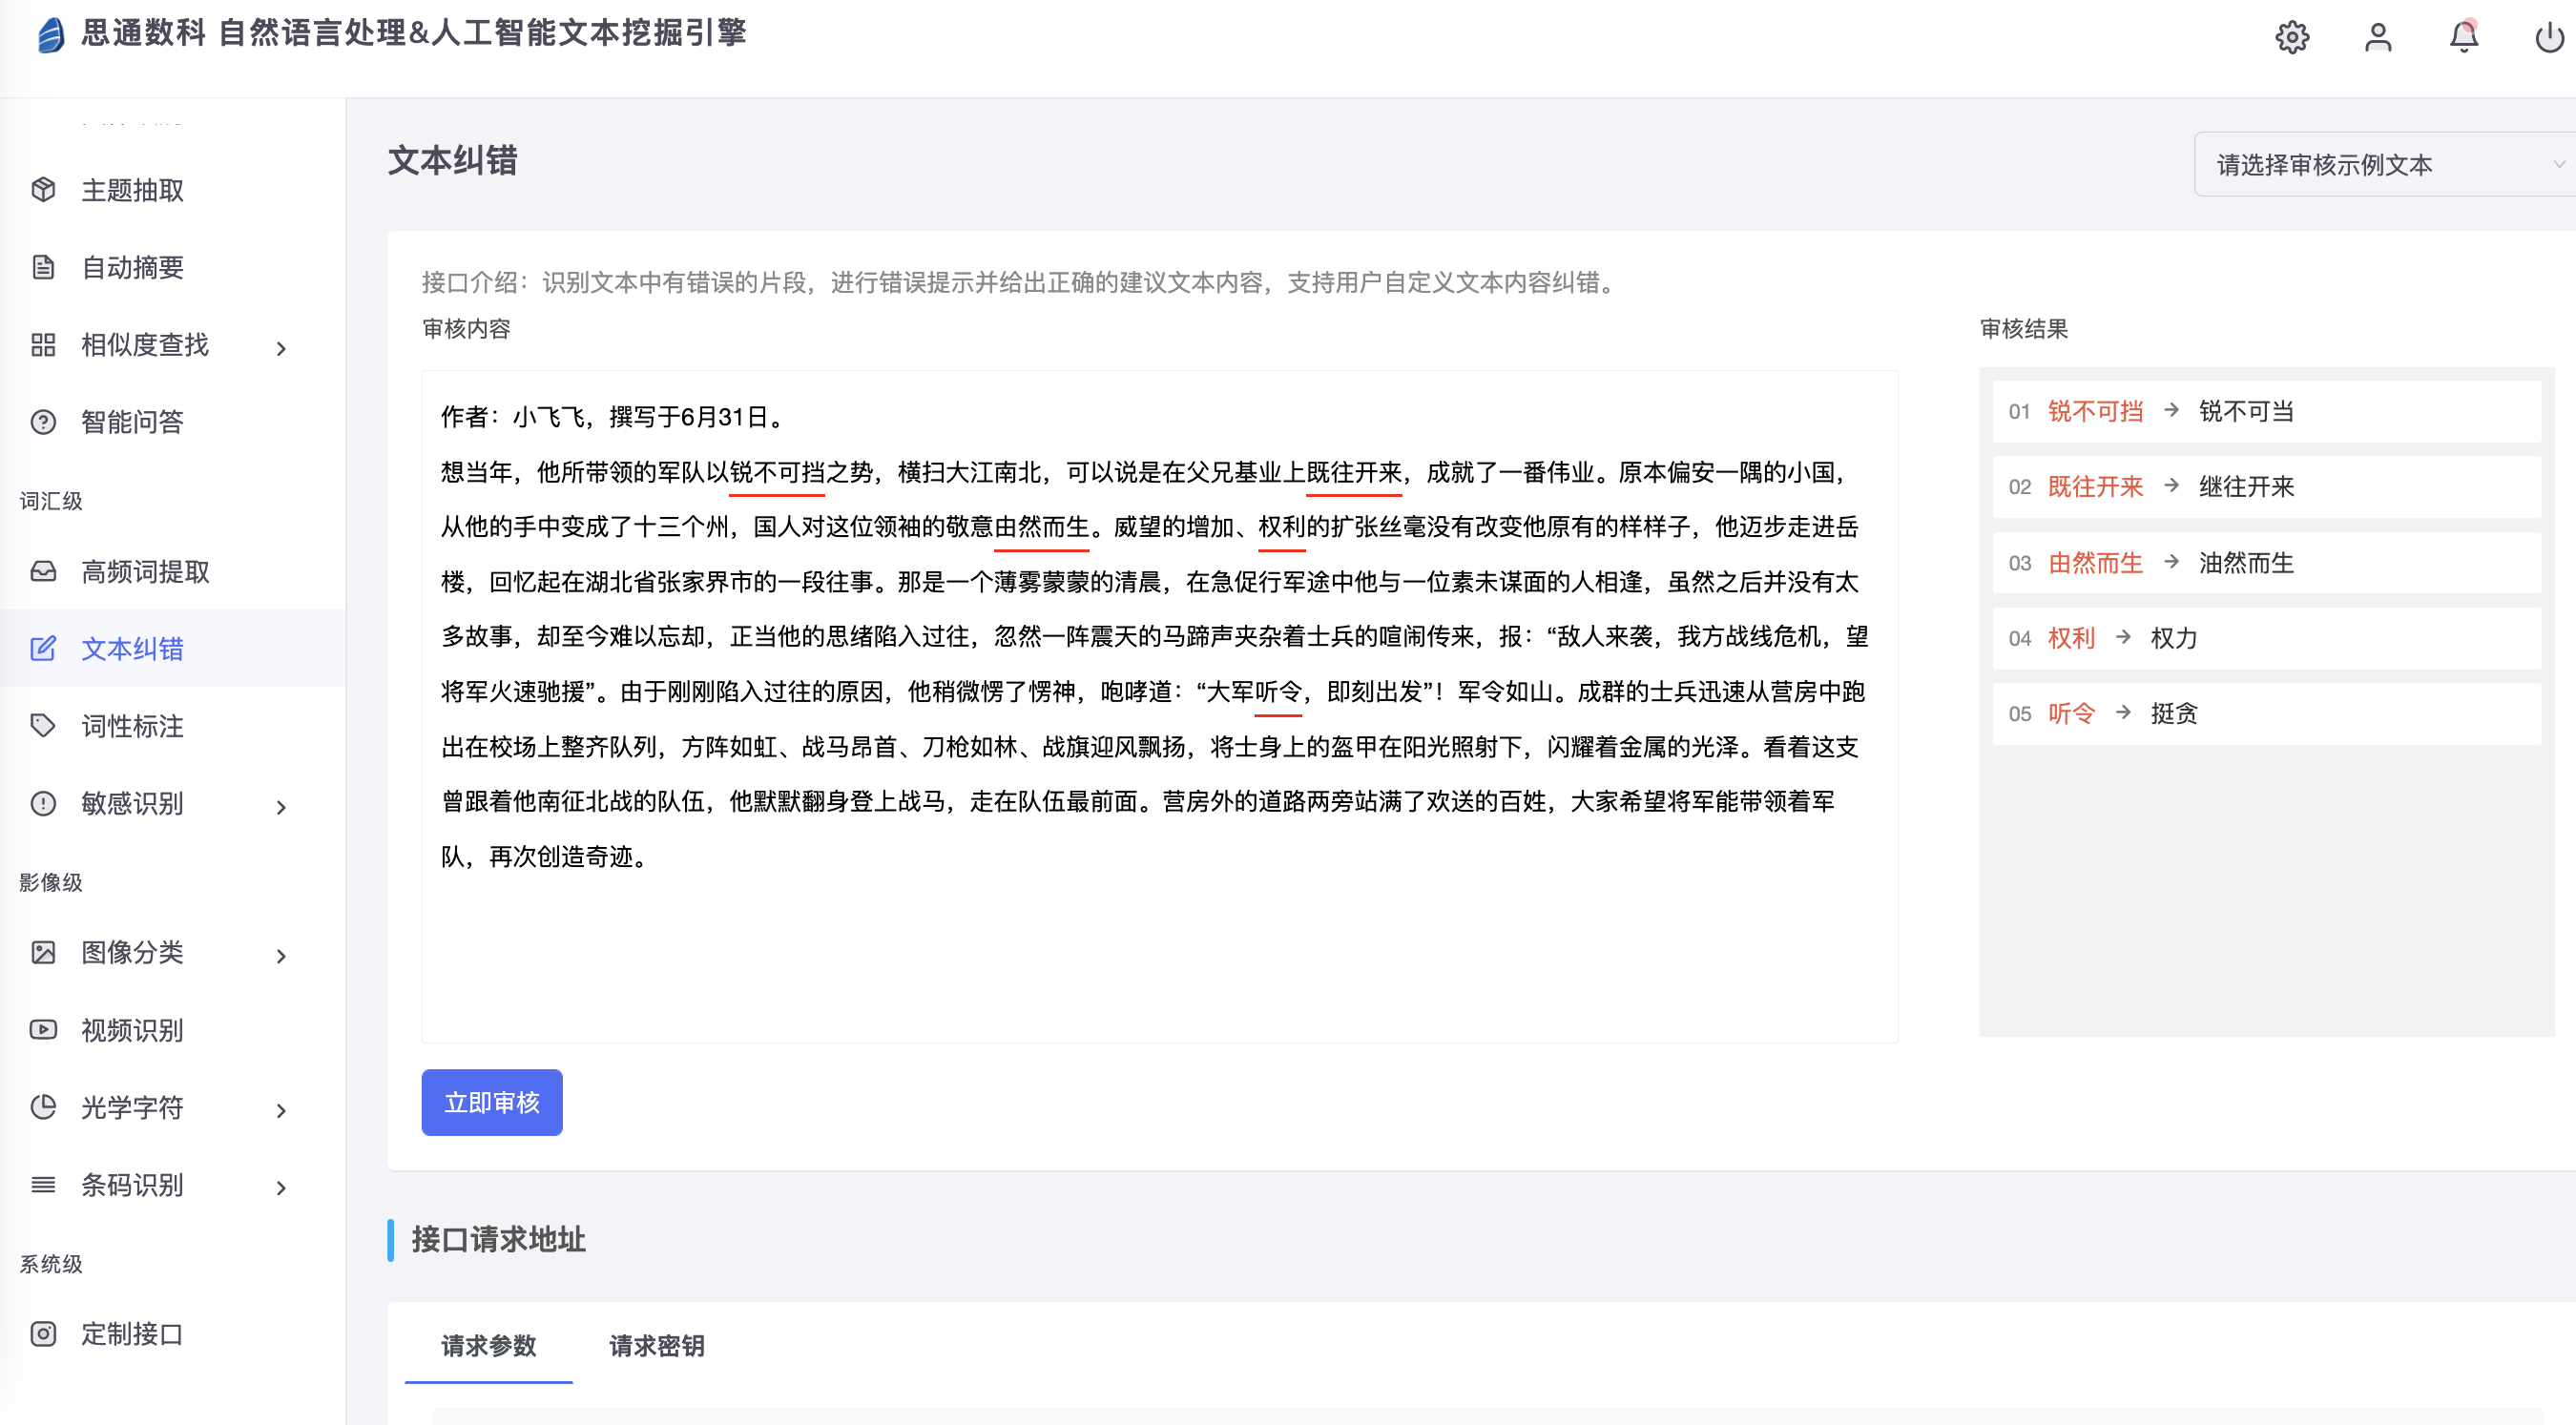 思通数科 自然语言处理&人工智能文本挖掘引擎
主题抽取
自动摘要
相似度查找
智能问答
词汇级
高频词提取
文本纠错
词性标注
敏感识别
影像级
图像分类
视频识别
光学字符
条码识别
系统级
定制接口
文本纠错
请选择审核示例文本
接口介绍：识别文本中有错误的片段，进行错误提示并给出正确的建议文本内容，支持用户自定义文本内容纠错。
审核内容
作者：小飞飞，撰写于6月31日。
想当年，他所带领的军队以锐不可挡之势，横扫大江南北，可以说是在父兄基业上既往开来，成就了一番伟业。原本偏安一隅的小国，
从他的手中变成了十三个州，国人对这位领袖的敬意由然而生。威望的增加、权利的扩张丝毫没有改变他原有的样样子，他迈步走进岳
楼，回忆起在湖北省张家界市的一段往事。那是一个薄雾蒙蒙的清晨，在急促行军途中他与一位素未谋面的人相逢，虽然之后并没有太
多故事，却至今难以忘却，正当他的思绪陷入过往，忽然一阵震天的马蹄声夹杂着士兵的喧闹传来，报：“敌人来袭，我方战线危机，望
将军火速驰援”。由于刚刚陷入过往的原因，他稍微愣了愣神，咆哮道：“大军听令，即刻出发”！军令如山。成群的士兵迅速从营房中跑
出在校场上整齐队列，方阵如虹、战马昂首、刀枪如林、战旗迎风飘扬，将士身上的盔甲在阳光照射下，闪耀着金属的光泽。看着这支
曾跟着他南征北战的队伍，他默默翻身登上战马，走在队伍最前面。营房外的道路两旁站满了欢送的百姓，大家希望将军能带领着军
队，再次创造奇迹。
立即审核
审核结果
01 锐不可挡 → 锐不可当
02 既往开来 → 继往开来
03 由然而生 → 油然而生
04 权利 → 权力
05 听令 → 挺贪
接口请求地址
请求参数 请求密钥